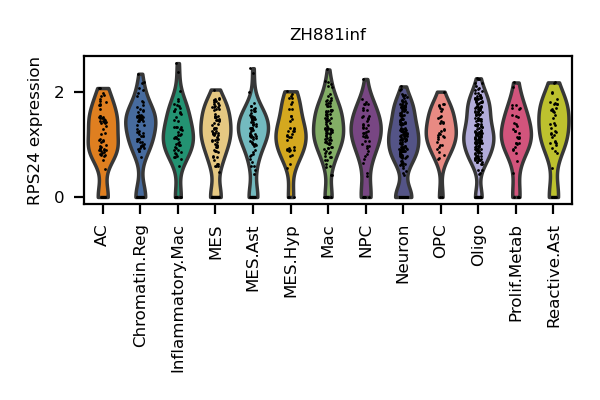 ZH881inf
RPS24 expression
2
0
AC
Chromatin.Reg
Inflammatory.Mac
MES
MES.Ast
MES.Hyp
Mac
NPC
Neuron
OPC
Oligo
Prolif.Metab
Reactive.Ast